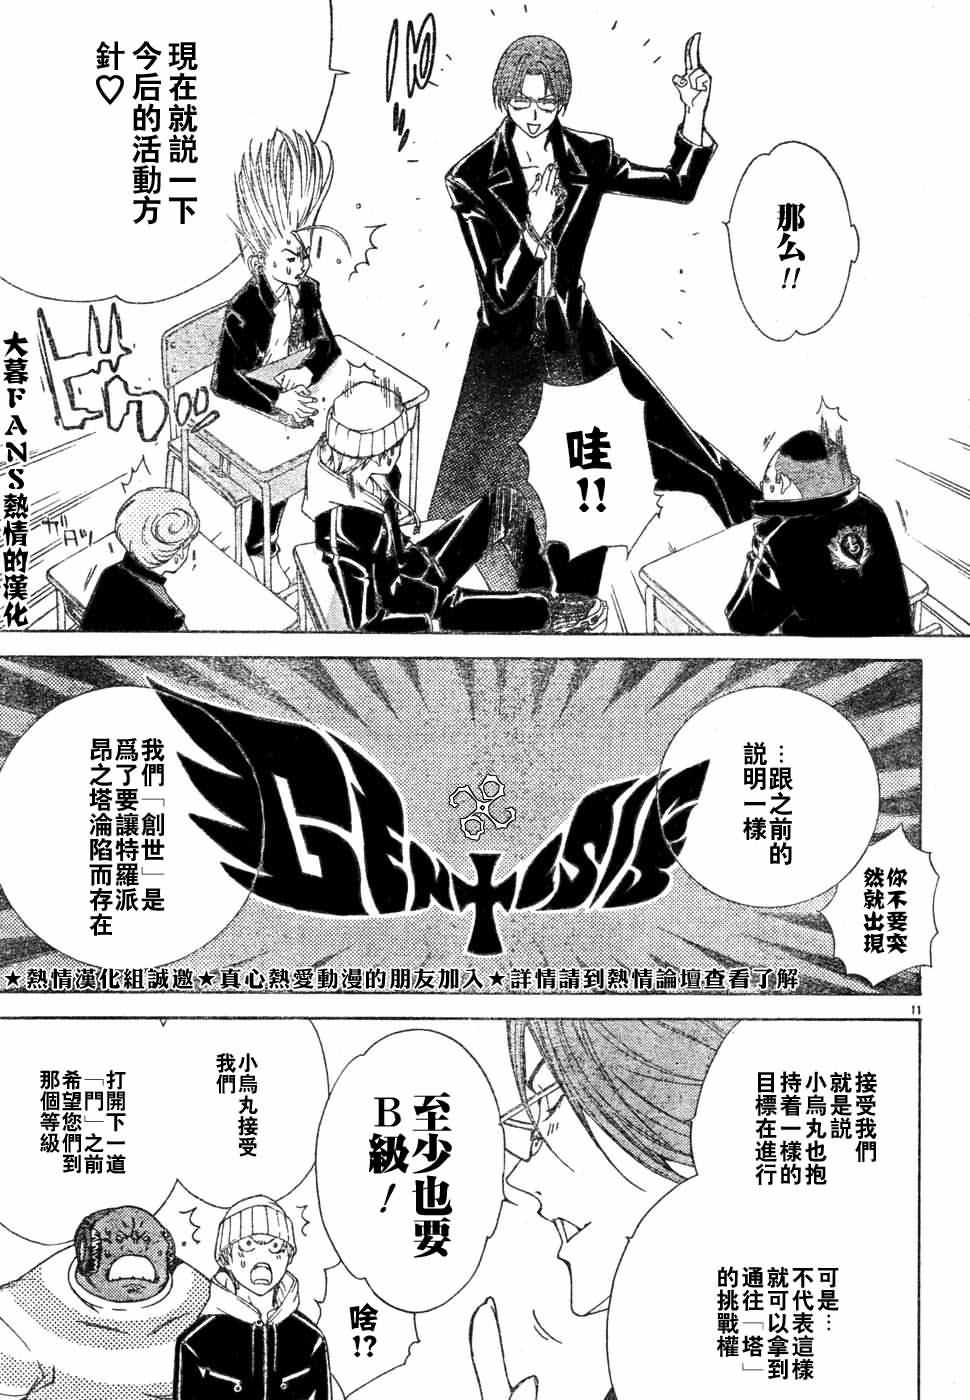 那么!!
現在就説一下
今后的活動方
針♡
哇!!
大暮FANS熱情的漢化
…跟之前的
説明一樣
你不要突
然就出現
我們「創世」是
爲了要讓特羅派
昂之塔淪陷而存在
GENESIS
★熱情漢化組誠邀★真心熱愛動漫的朋友加入★詳情請到熱情論壇查看了解
11
接受我們
就是説
小烏丸也抱
持着一樣的
目標在進行
可是…
不代表這樣
就可以拿到
通往「塔」
的挑戰權
至少也要
B級!
小烏丸接受
我們
打開下一道
「門」之前
希望您們到
那個等級
啥!?